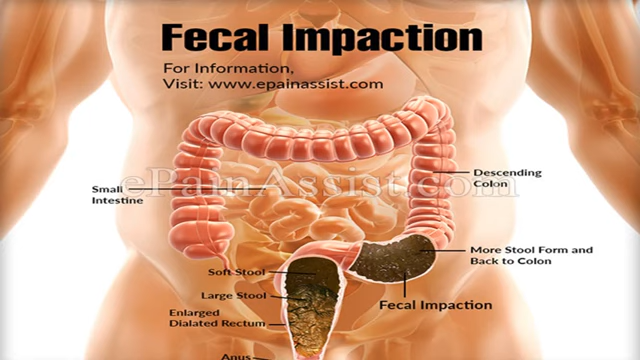 Fecal Impaction
For Information,
Visit: www.epainassist.com
ePainAssist.com
Descending
Colon
Small
Intestine
More Stool Form and
Back to Colon
Soft Stool
Large Stool
Fecal Impaction
Enlarged
Dialated Rectum
Anus